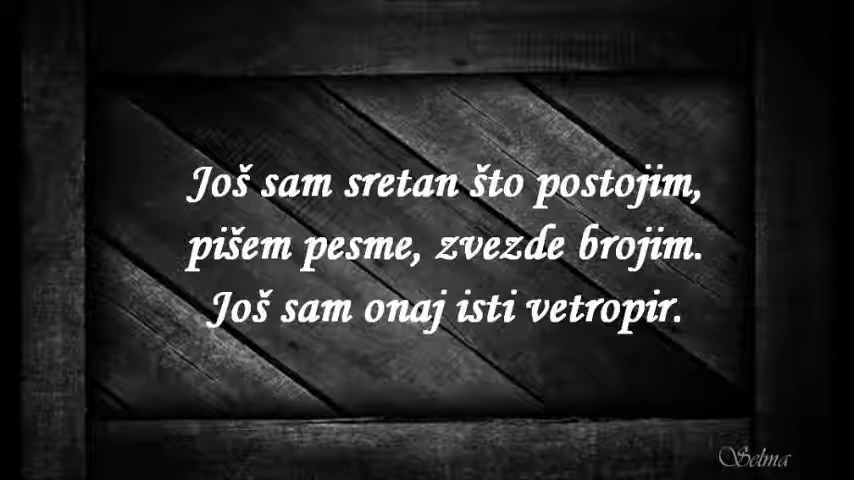 Još sam sretan što postojim,
pišem pesme, zvezde brojim.
Još sam onaj isti vetropir.
Selma